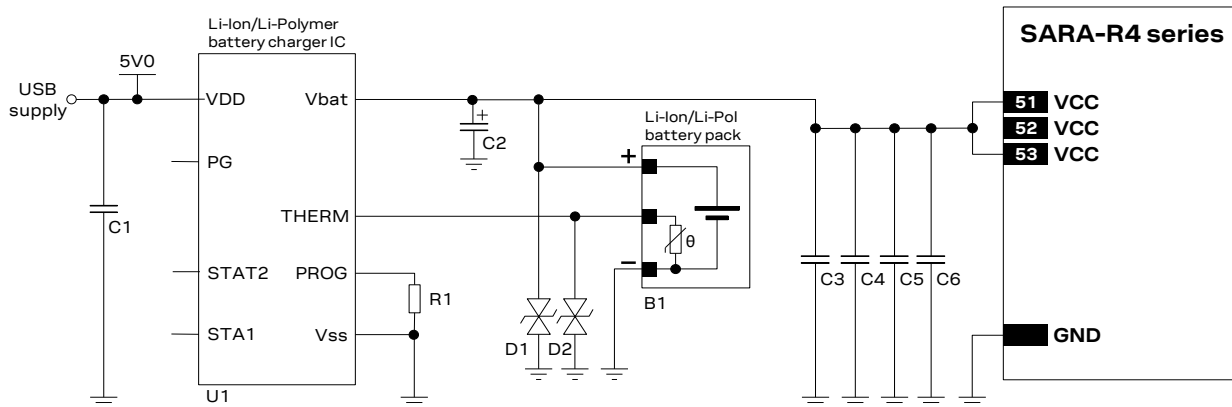 Li-Ion/Li-Polymer
battery charger IC
SARA-R4 series
5V0
USB
supply
VDD
Vbat
Li-Ion/Li-Pol
battery pack
51 VCC
52 VCC
53 VCC
+
C2
PG
+
C1
THERM
θ
STAT2
PROG
R1
–
B1
C3
C4
C5
C6
STA1
Vss
D1
D2
GND
U1